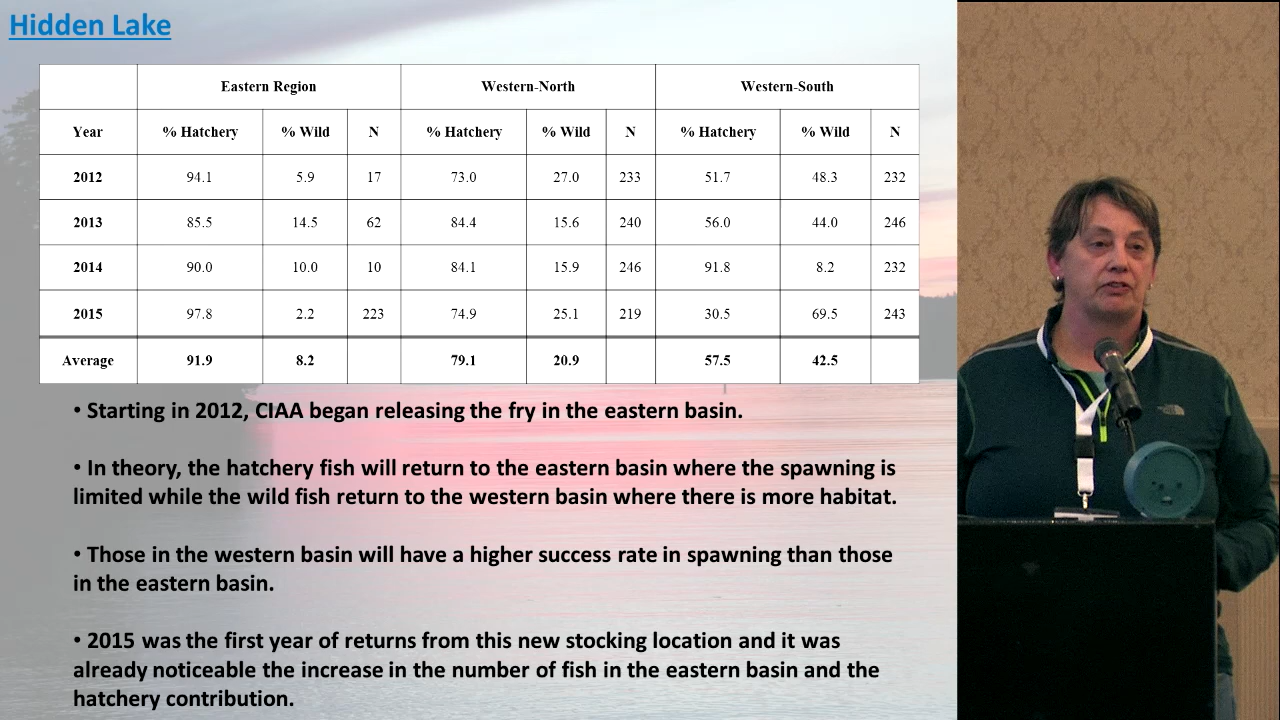 Hidden Lake
Eastern Region Western-North Western-South
Year % Hatchery % Wild N % Hatchery % Wild N % Hatchery % Wild N
2012 94.1 5.9 17 73.0 27.0 233 51.7 48.3 232
2013 85.5 14.5 62 84.4 15.6 240 56.0 44.0 246
2014 90.0 10.0 10 84.1 15.9 246 91.8 8.2 232
2015 97.8 2.2 223 74.9 25.1 219 30.5 69.5 243
Average 91.9 8.2 79.1 20.9 57.5 42.5
• Starting in 2012, CIAA began releasing the fry in the eastern basin.
• In theory, the hatchery fish will return to the eastern basin where the spawning is
limited while the wild fish return to the western basin where there is more habitat.
• Those in the western basin will have a higher success rate in spawning than those
in the eastern basin.
• 2015 was the first year of returns from this new stocking location and it was
already noticeable the increase in the number of fish in the eastern basin and the
hatchery contribution.